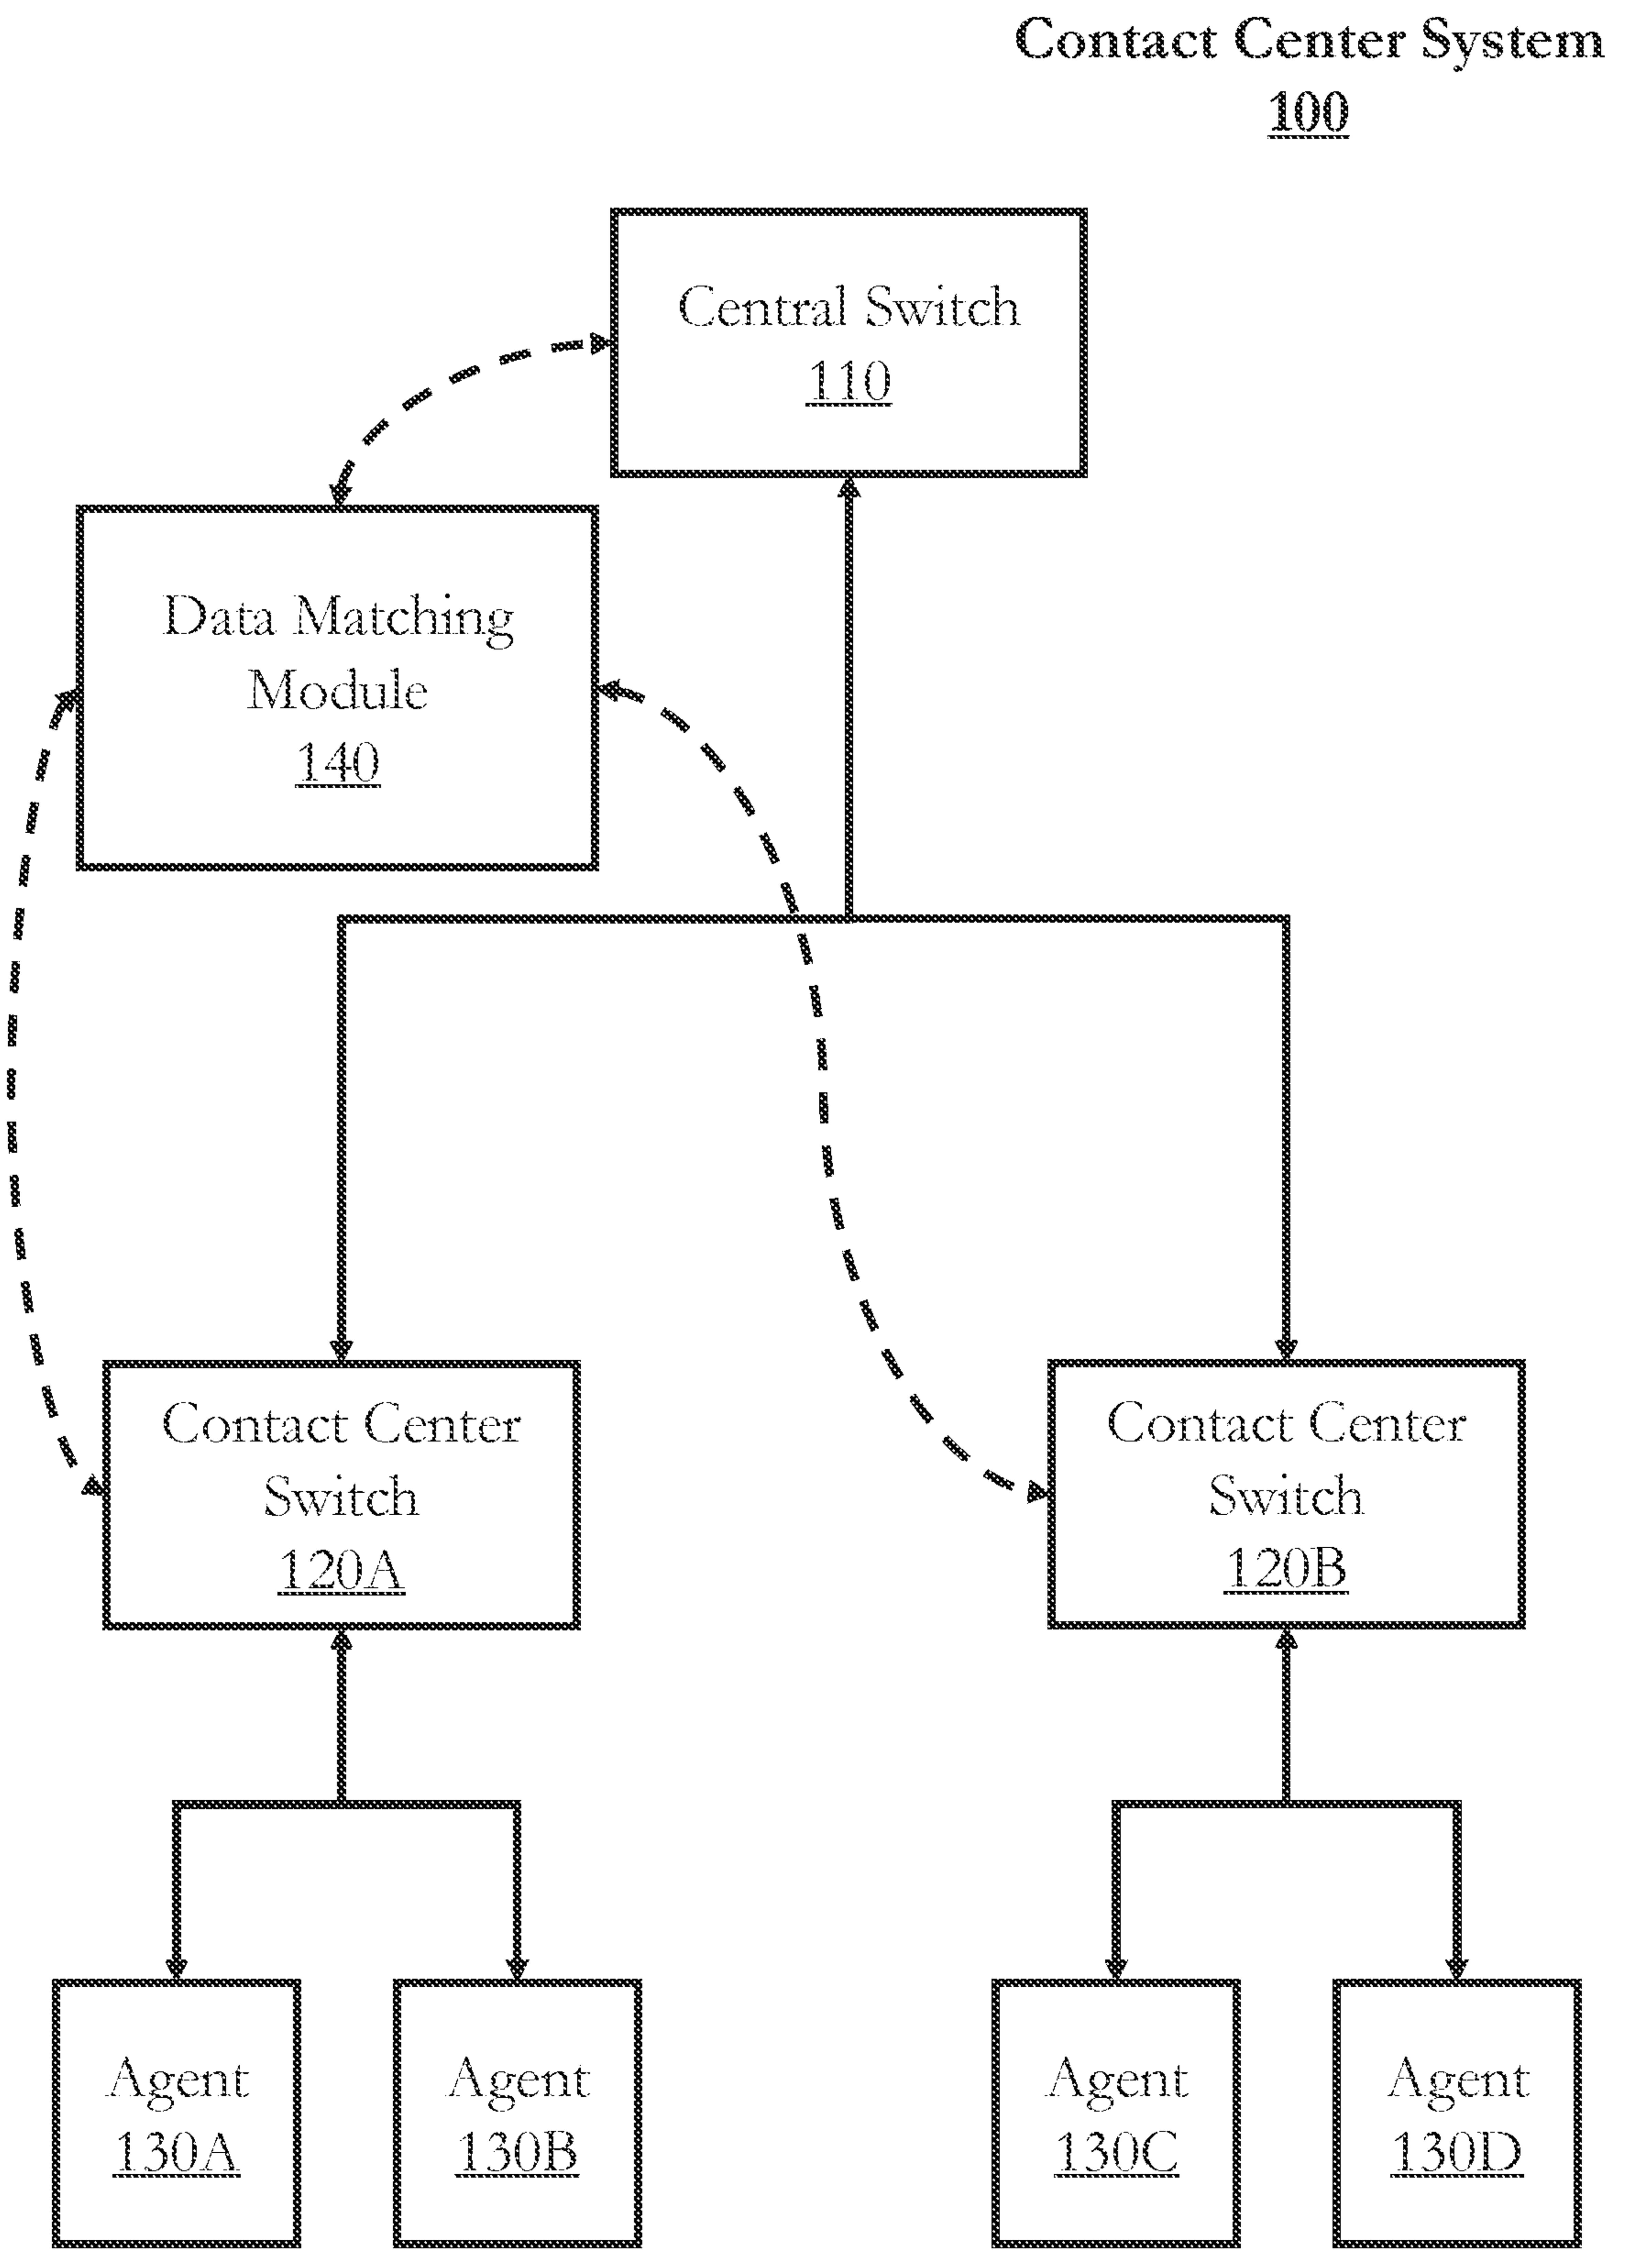 Contact Center System
100
Central Switch
110
Data Matching
Module
140
Contact Center
Switch
120A
Contact Center
Switch
120B
Agent
130A
Agent
130B
Agent
130C
Agent
130D